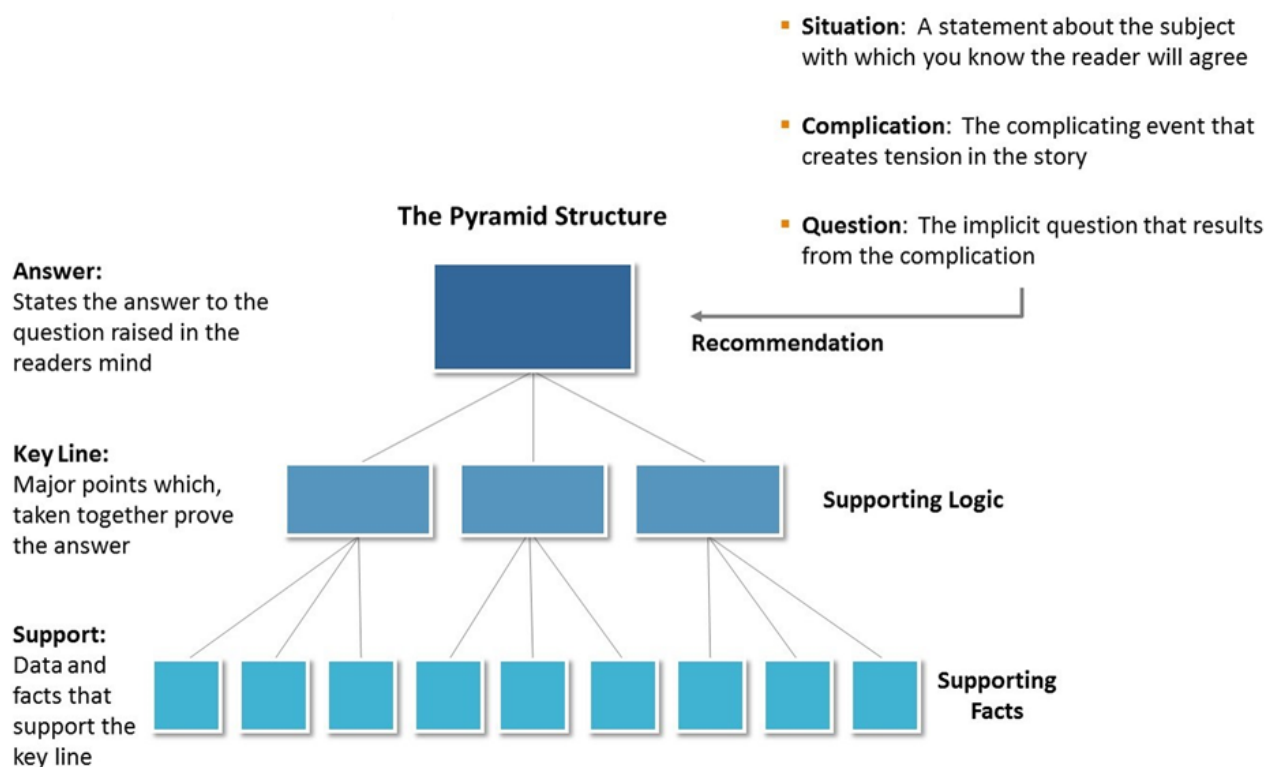 Situation: A statement about the subject
with which you know the reader will agree
Complication: The complicating event that
creates tension in the story
Question: The implicit question that results
from the complication
The Pyramid Structure
Answer:
States the answer to the
question raised in the
readers mind
Recommendation
Key Line:
Major points which,
taken together prove
the answer
Supporting Logic
Support:
Data and
facts that
support the
key line
Supporting
Facts